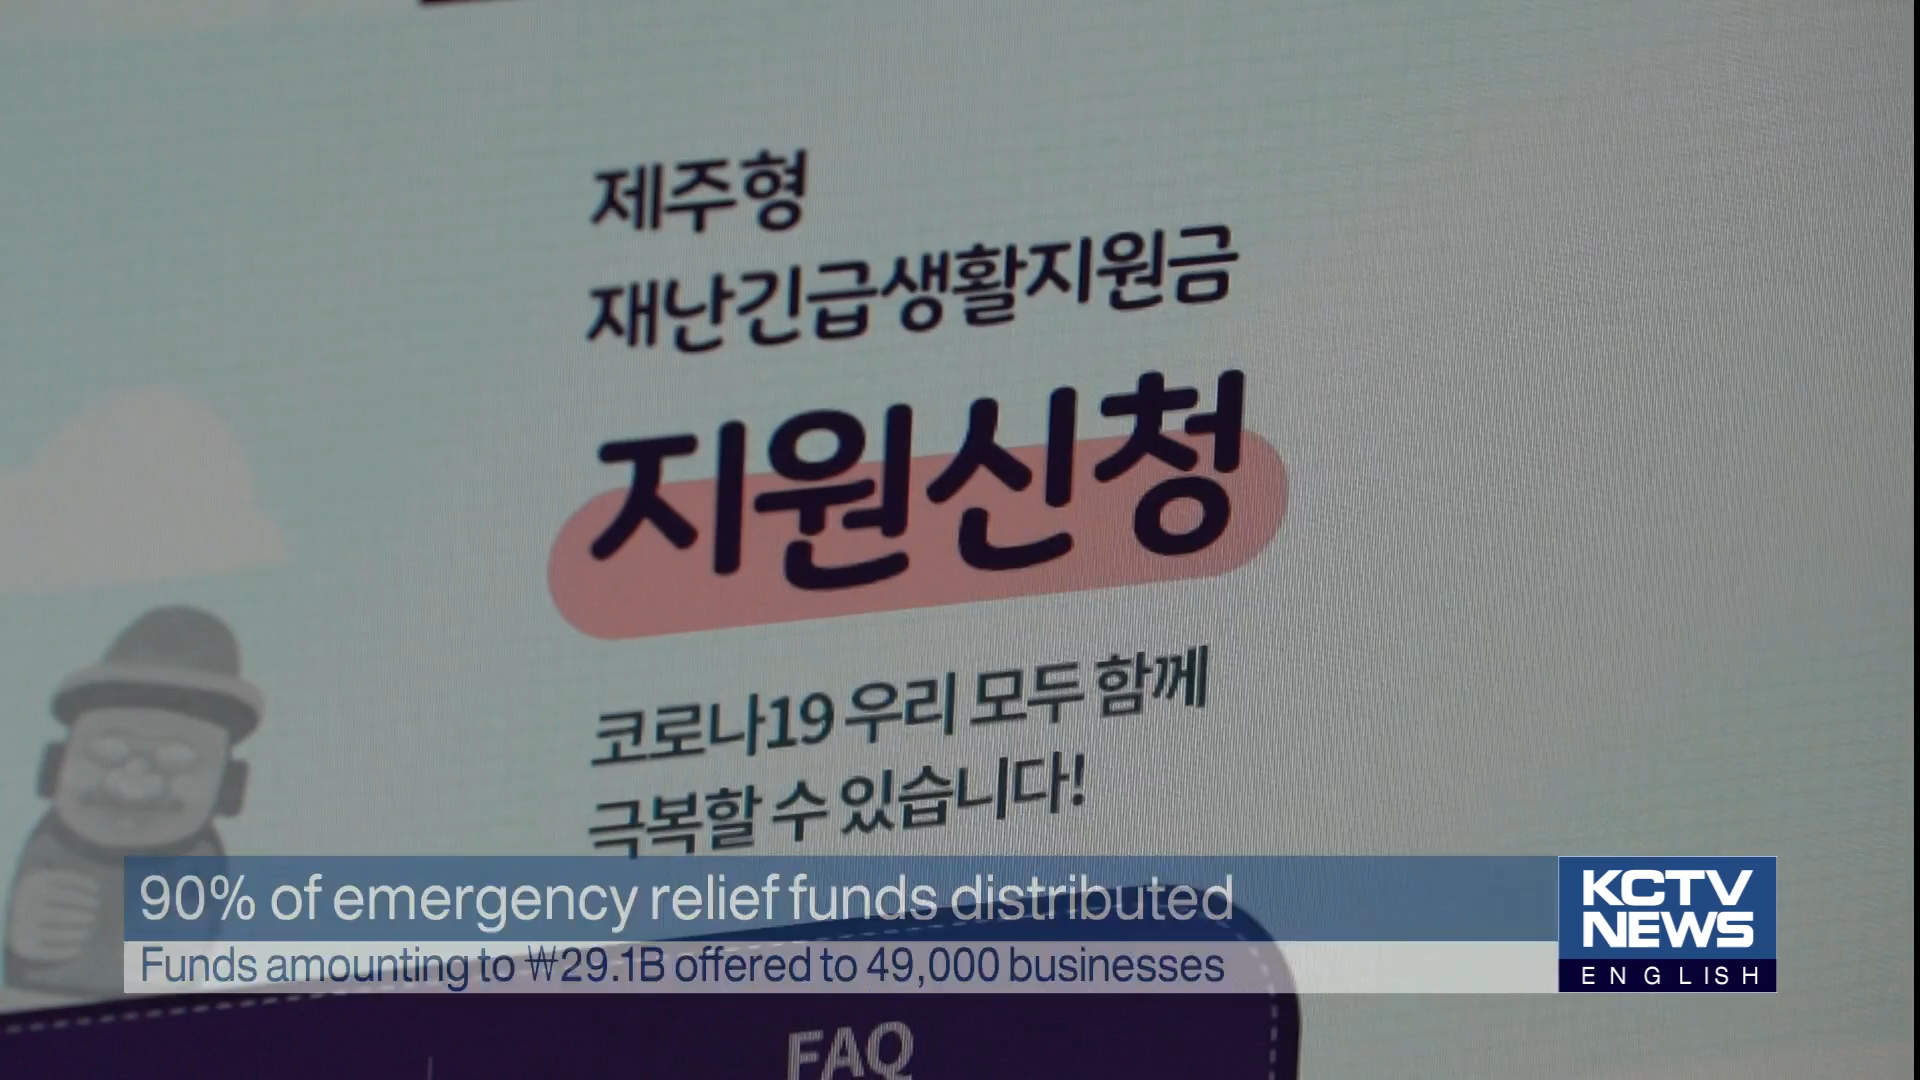 제주형
재난긴급생활지원금
지원신청
코로나19 우리 모두 함께
극복할 수 있습니다!
90% of emergency relief funds distributed
Funds amounting to ₩29.1B offered to 49,000 businesses
KCTV
NEWS
ENGLISH
FAQ